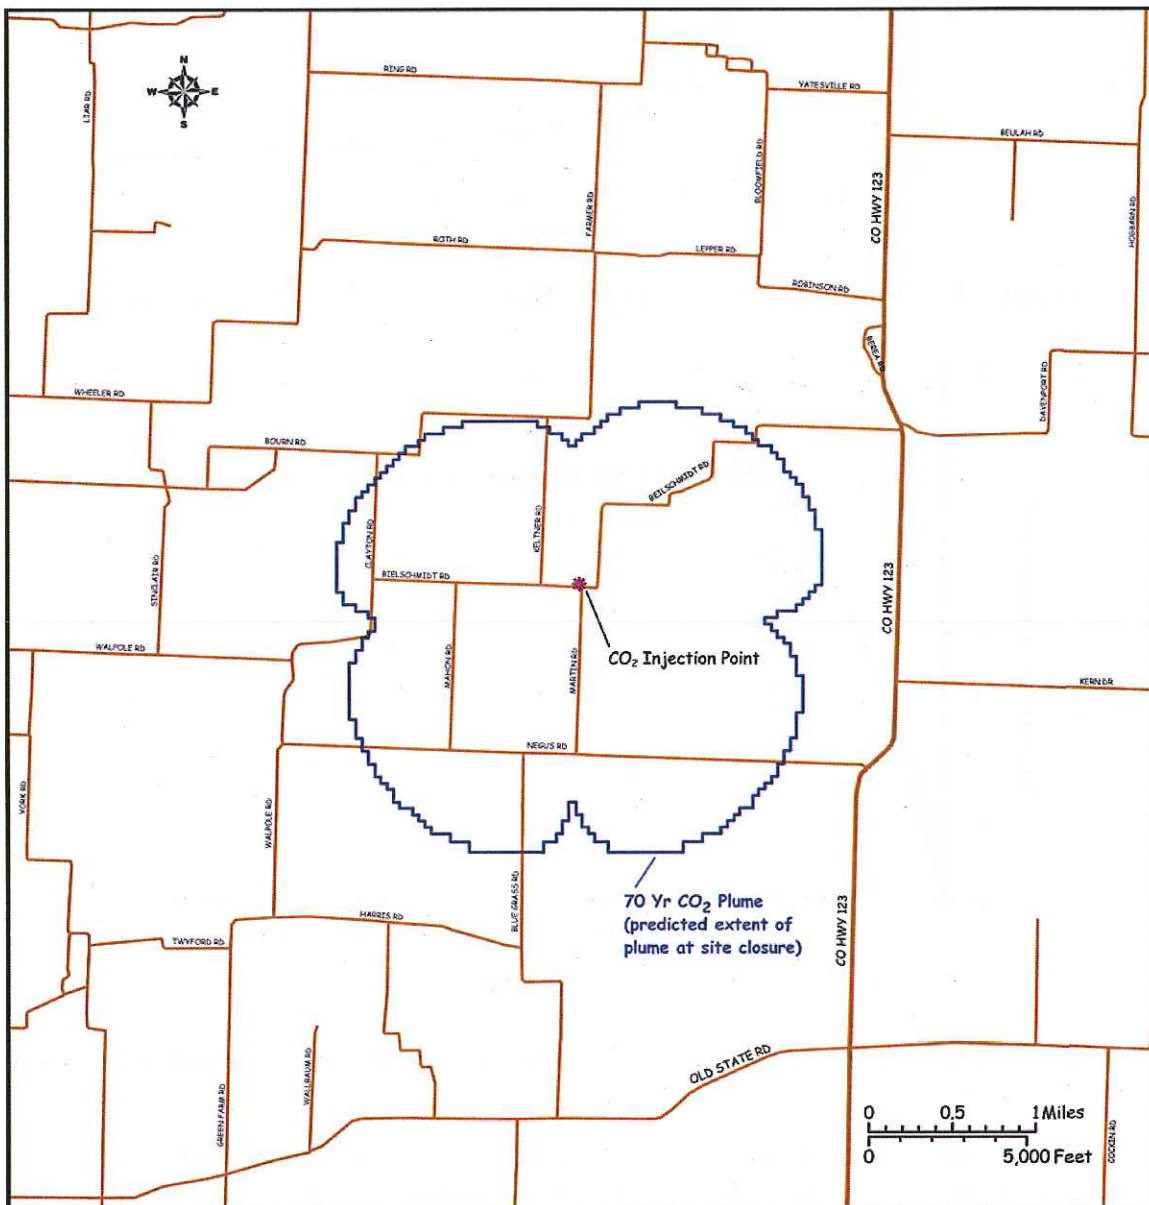 N
W E
S
LIAR RD
RING RD
FARMER RD
BLOOMFIELD RD
YATESVILLE RD
CO HWY 123
BEULAH RD
HOGBARN RD
ROTH RD
LEPPER RD
ROBINSON RD
BEREA RD
DAVENPORT RD
WHEELER RD
BOURN RD
SINCLAIR RD
CLAYTON RD
KELTNER RD
BEILSCHMIDT RD
BIELSCHMIDT RD
CO HWY 123
WALPOLE RD
MAHON RD
MARTIN RD
CO₂ Injection Point
KERN DR
NEGUS RD
YORK RD
WALPOLE RD
BLUE GRASS RD
70 Yr CO₂ Plume
(predicted extent of
plume at site closure)
CO HWY 123
HARRIS RD
TWYFORD RD
GREEN FARM RD
WALLBAUM RD
OLD STATE RD
COCKIN RD
0 0.5 1 Miles
0 5,000 Feet